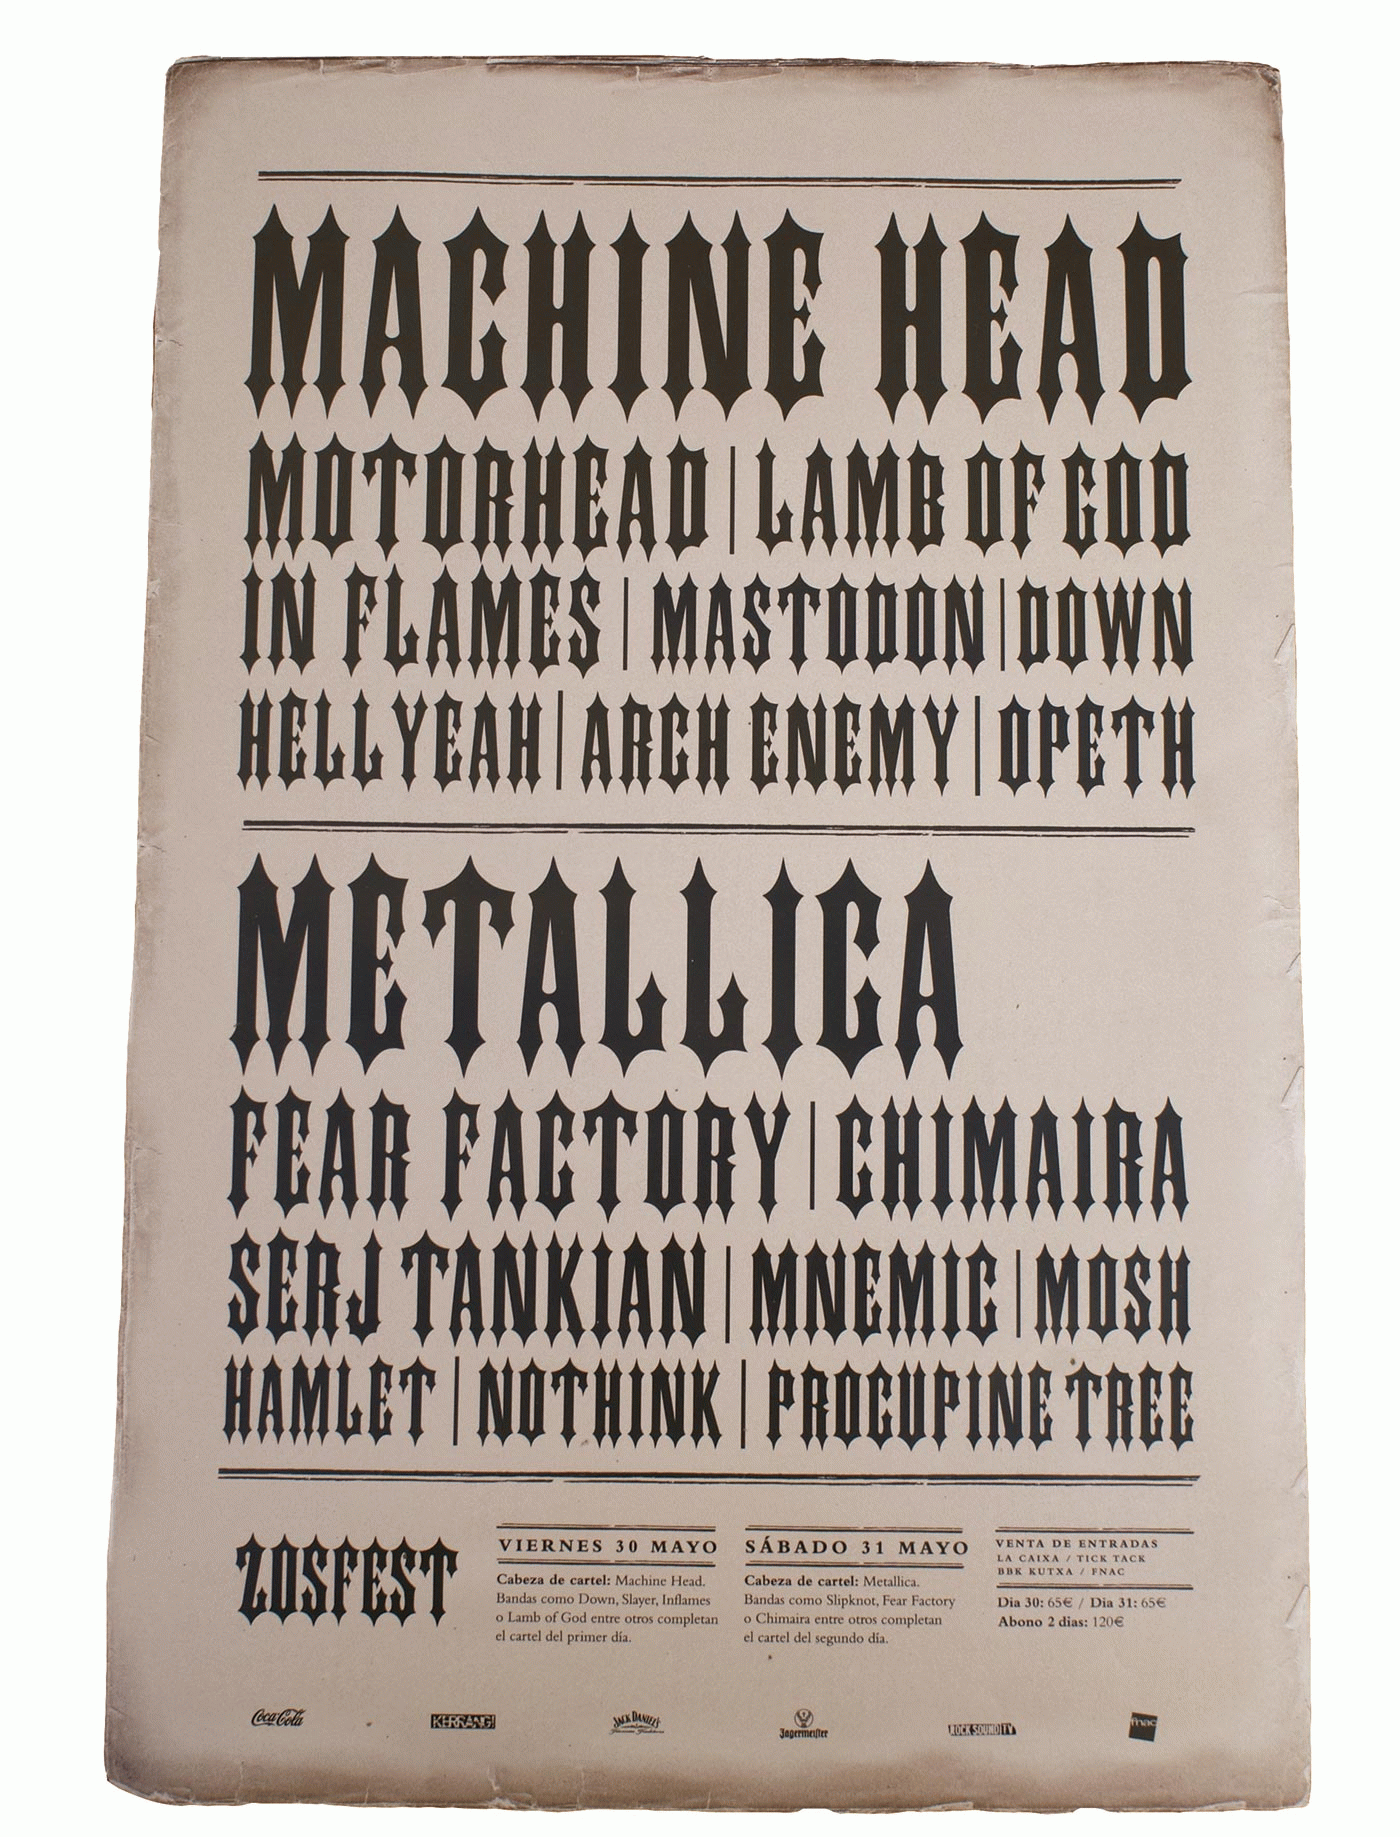 MACHINE HEAD
MOTORHEAD | LAMB OF GOD
IN FLAMES | MASTODON | DOWN
HELLYEAH | ARCH ENEMY | OPETH
METALLICA
FEAR FACTORY | CHIMAIRA
SERJ TANKIAN | MNEMIC | MOSH
HAMLET | NOTHINK | PROCUPINE TREE
ZOSFEST
VIERNES 30 MAYO
Cabeza de cartel: Machine Head.
Bandas como Down, Slayer, Inflames
o Lamb of God entre otros completan
el cartel del primer día.
SÁBADO 31 MAYO
Cabeza de cartel: Metallica.
Bandas como Slipknot, Fear Factory
o Chimaira entre otros completan
el cartel del segundo día.
VENTA DE ENTRADAS
LA CAIXA / TICK TACK
BBK KUTXA / FNAC
Dia 30: 65€ / Dia 31: 65€
Abono 2 dias: 120€
Coca-Cola
KERRANG!
JACK DANIEL'S
Jägermeister
ROCK SOUND TV
fnac